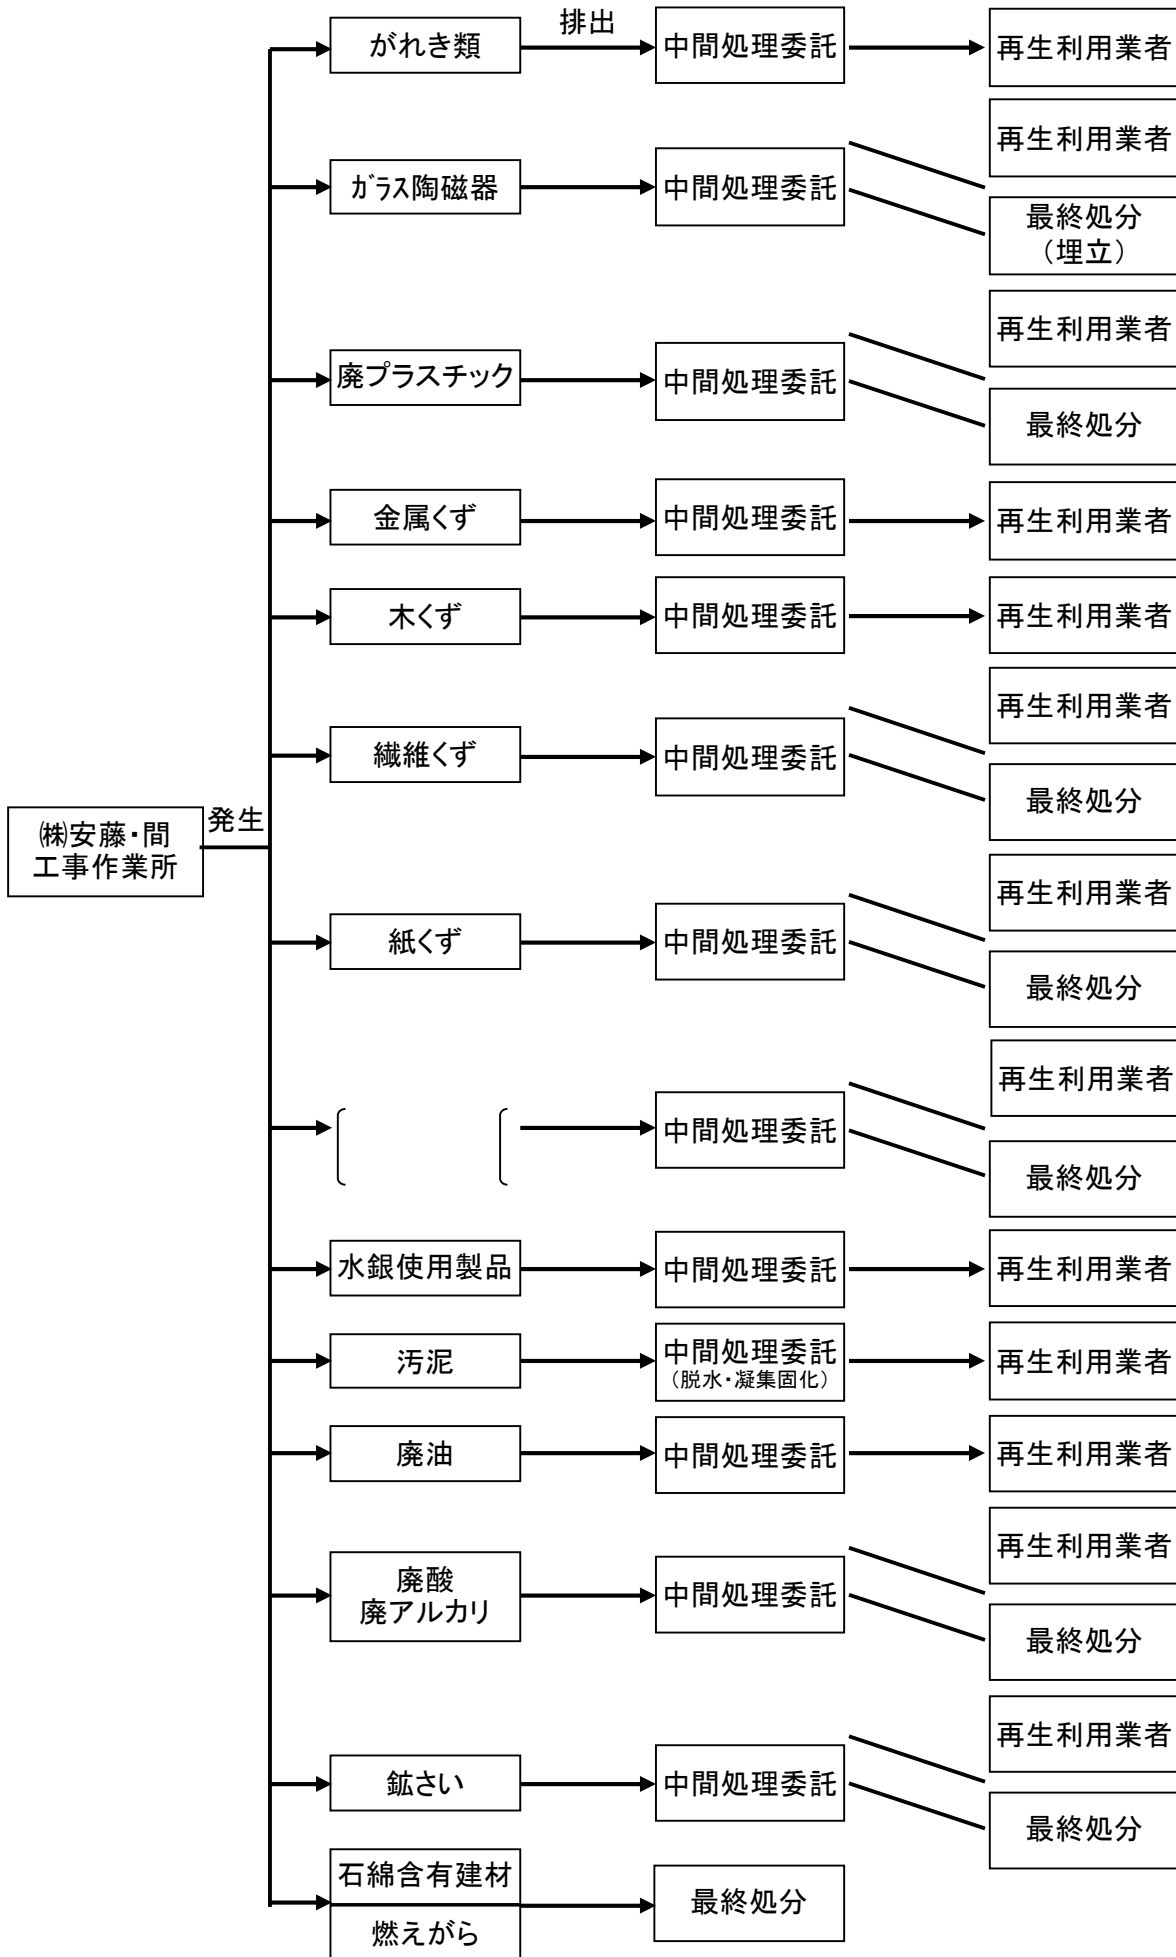 排出
がれき類
中間処理委託
再生利用業者
ｶﾞﾗｽ陶磁器
中間処理委託
再生利用業者
最終処分
（埋立）
廃プラスチック
中間処理委託
再生利用業者
最終処分
金属くず
中間処理委託
再生利用業者
木くず
中間処理委託
再生利用業者
繊維くず
中間処理委託
再生利用業者
最終処分
㈱安藤・間
工事作業所
発生
紙くず
中間処理委託
再生利用業者
最終処分
中間処理委託
再生利用業者
最終処分
水銀使用製品
中間処理委託
再生利用業者
汚泥
中間処理委託
（脱水・凝集固化）
再生利用業者
廃油
中間処理委託
再生利用業者
廃酸
廃アルカリ
中間処理委託
再生利用業者
最終処分
鉱さい
中間処理委託
再生利用業者
最終処分
石綿含有建材
燃えがら
最終処分